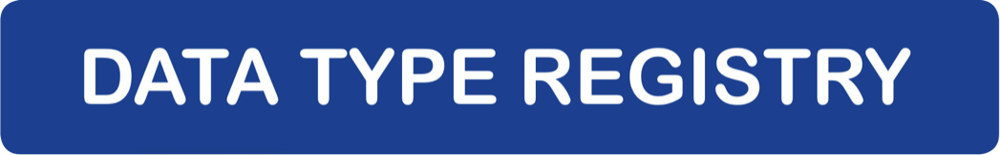 DATA TYPE REGISTRY